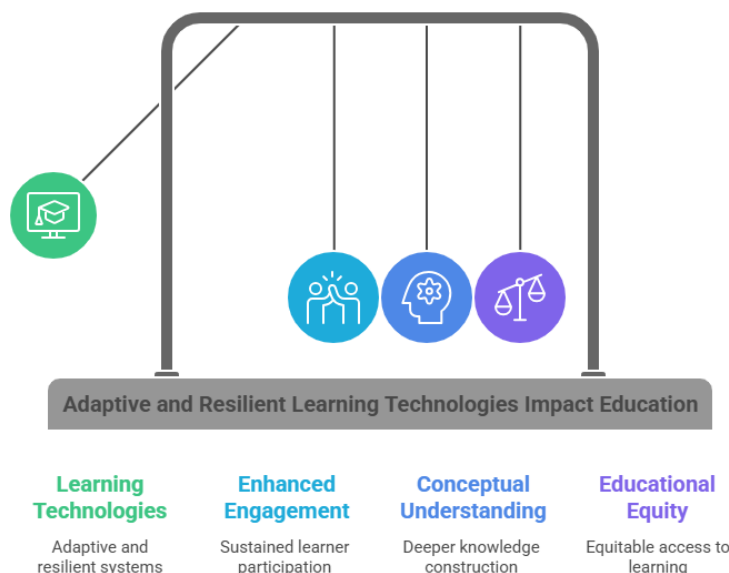 Adaptive and Resilient Learning Technologies Impact Education
Learning
Technologies
Enhanced
Engagement
Conceptual
Understanding
Educational
Equity
Adaptive and
resilient systems
Sustained learner
participation
Deeper knowledge
construction
Equitable access to
learning